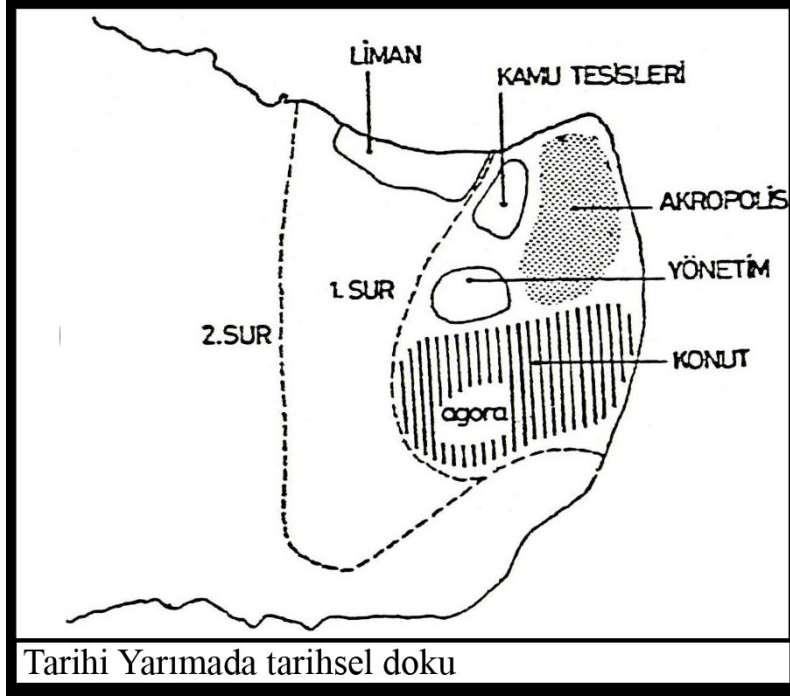 LİMAN
KAMU TESİSLERİ
AKROPOLİS
1. SUR
YÖNETİM
2. SUR
KONUT
agora
Tarihi Yarımada tarihsel doku